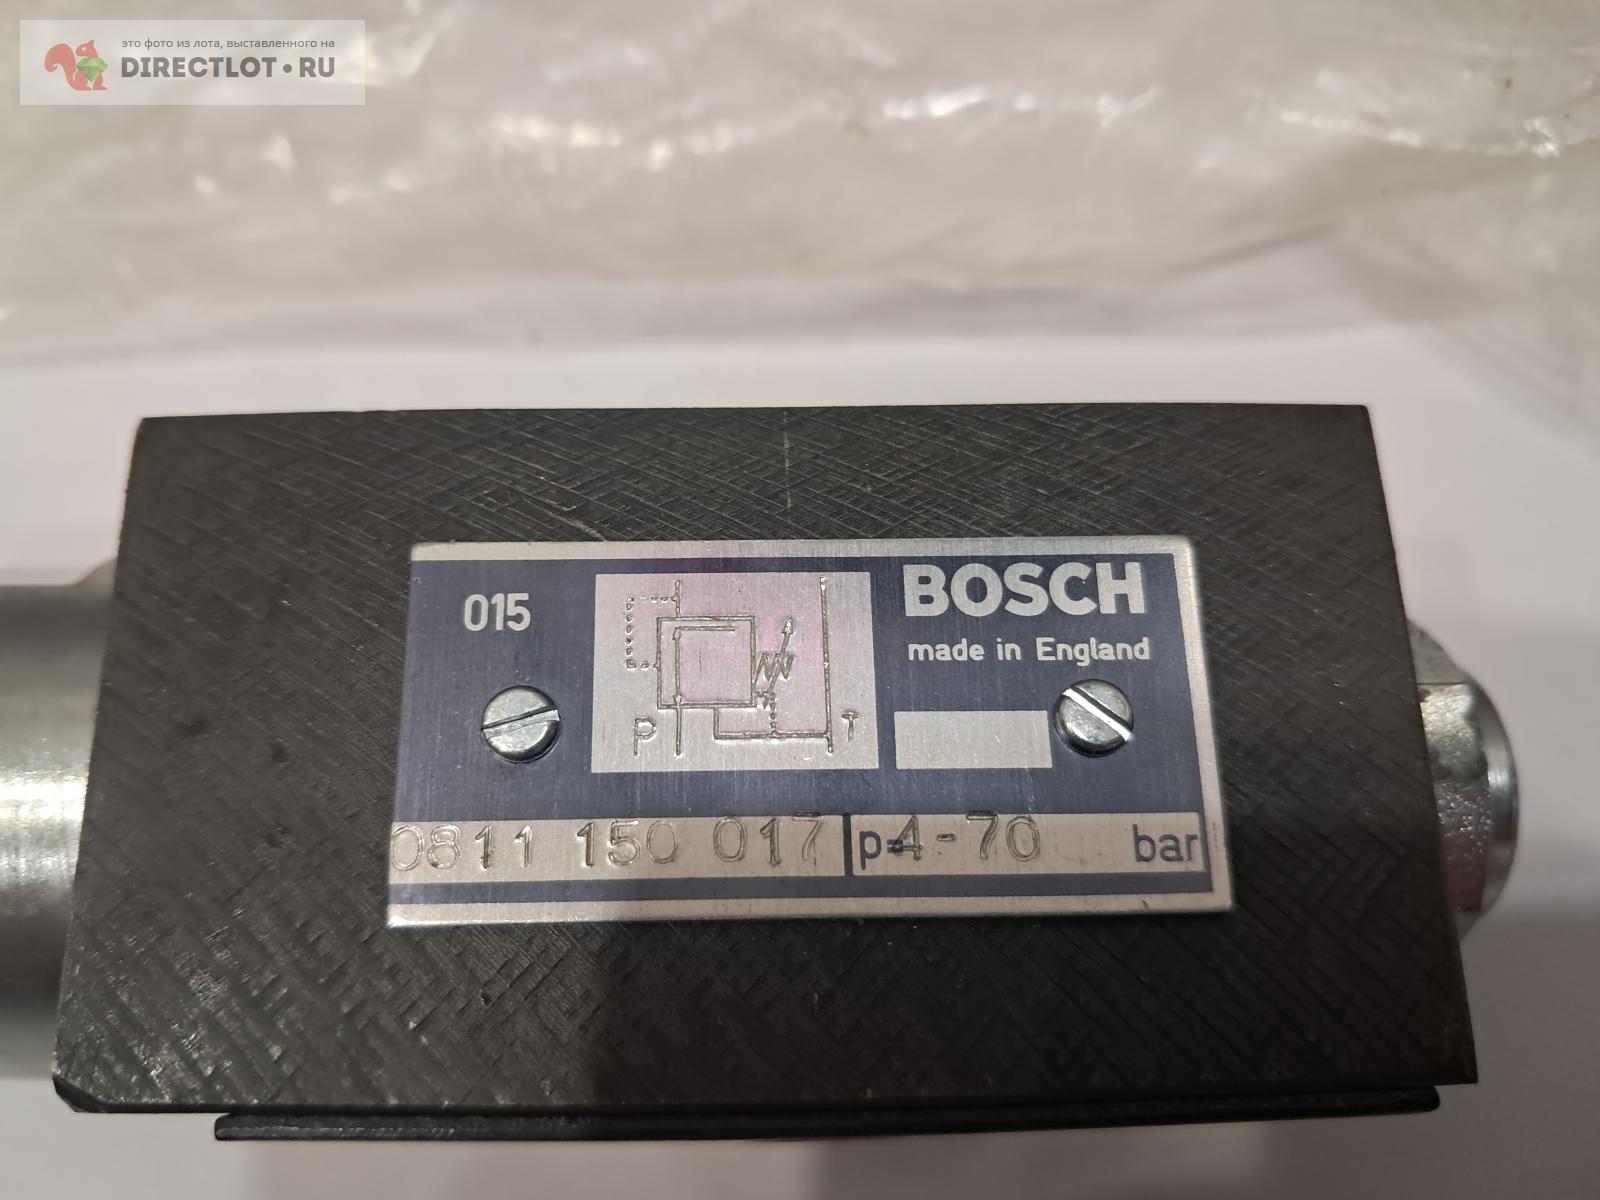 это фото из лота, выставленного на
DIRECTLOT.RU
015
BOSCH
made in England
P T
0811 150 017 p=4-70 bar